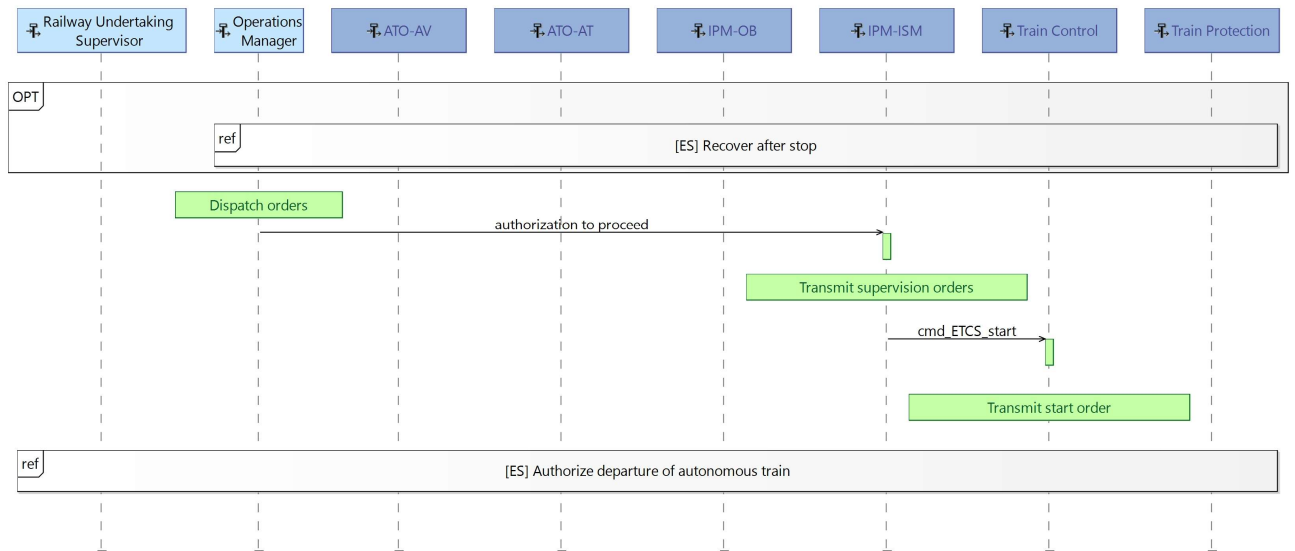 Railway Undertaking
Supervisor
Operations
Manager
ATO-AV
ATO-AT
IPM-OB
IPM-ISM
Train Control
Train Protection
OPT
ref
[ES] Recover after stop
Dispatch orders
authorization to proceed
Transmit supervision orders
cmd_ETCS_start
Transmit start order
ref
[ES] Authorize departure of autonomous train